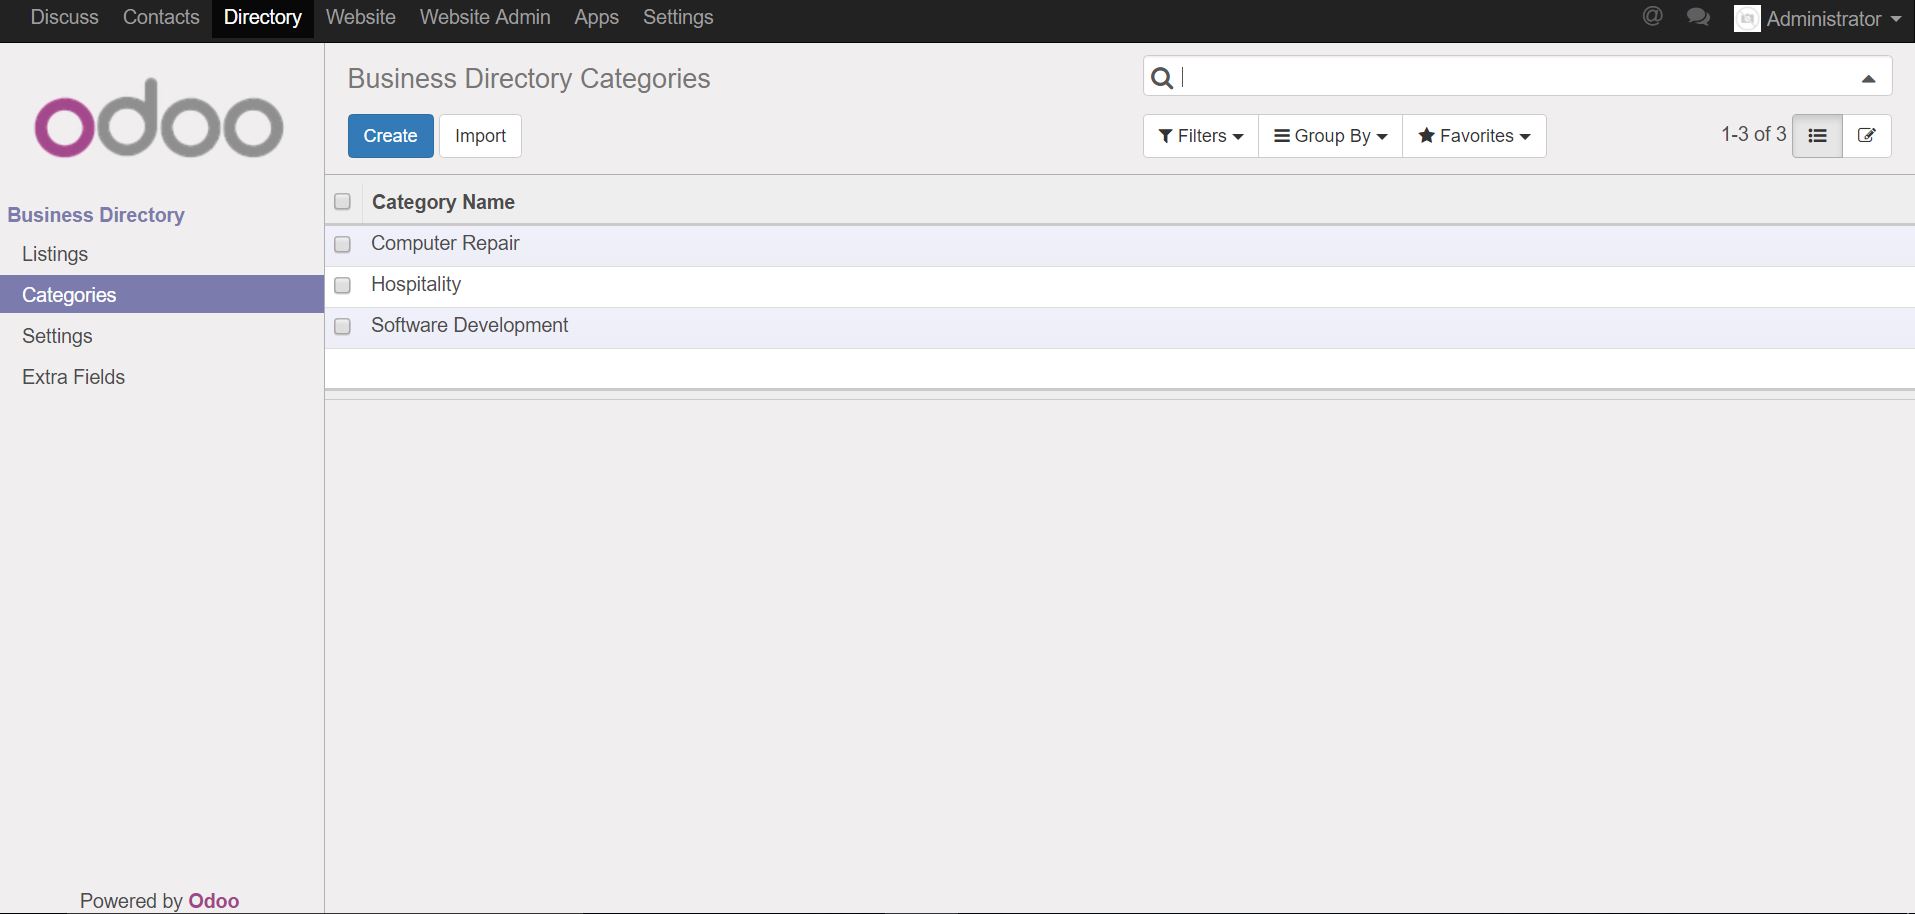 Discuss Contacts Directory Website Website Admin Apps Settings @ Administrator
odoo
Business Directory
Listings
Categories
Settings
Extra Fields
Powered by Odoo
Business Directory Categories
Create Import
Filters Group By Favorites 1-3 of 3
Category Name
Computer Repair
Hospitality
Software Development